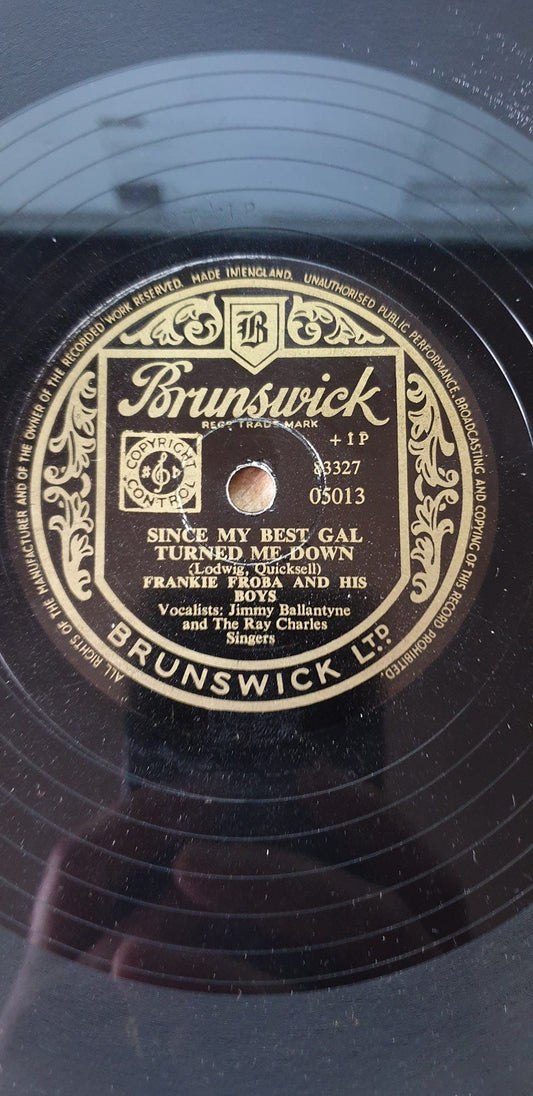 ALL RIGHTS OF THE MANUFACTURER AND OF THE OWNER OF THE RECORDED WORK RESERVED. MADE IN ENGLAND. UNAUTHORISED PUBLIC PERFORMANCE, BROADCASTING AND COPYING OF THIS RECORD PROHIBITED.
B
Brunswick
REGD TRADE MARK
COPYRIGHT CONTROL
+1P
83327
05013
SINCE MY BEST GAL
TURNED ME DOWN
(Lodwig, Quicksell)
FRANKIE FROBA AND HIS
BOYS
Vocalists: Jimmy Ballantyne
and The Ray Charles
Singers
BRUNSWICK LTD